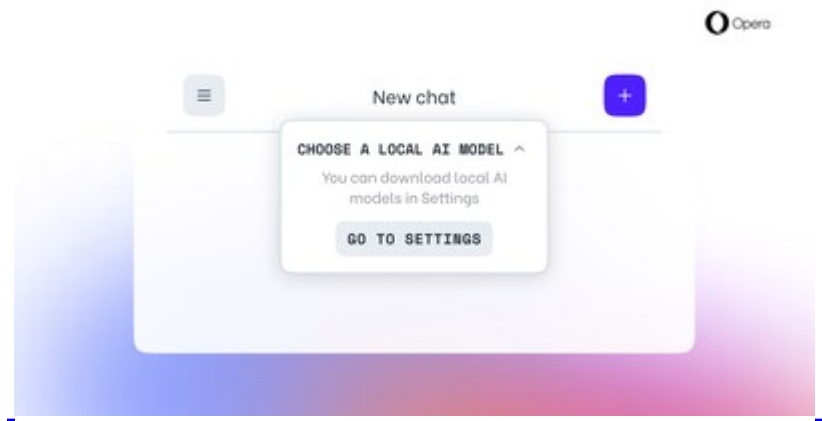 Opera
New chat
CHOOSE A LOCAL AI MODEL
You can download local AI
models in Settings
GO TO SETTINGS